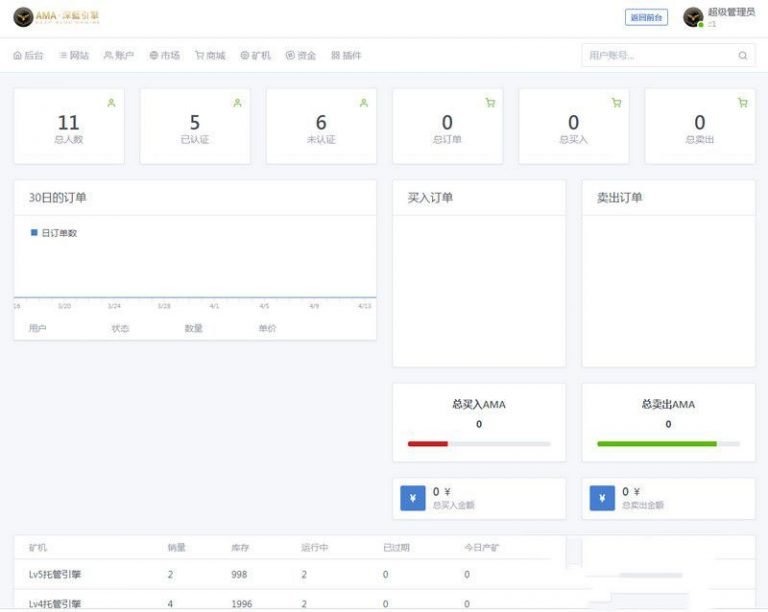 AMA·深藍引擎
DEEP BLUE ENGINE
返回前台
超级管理员
:1
后台 网站 账户 市场 商城 矿机 资金 插件
用户账号...
11 5 6 0 0 0
总人数 已认证 未认证 总订单 总买入 总卖出
30日的订单 买入订单 卖出订单
日订单数
16 3/20 3/24 3/28 4/1 4/5 4/9 4/13
用户 状态 数量 单价
总买入AMA 总卖出AMA
0 0
¥ 0 ¥ ¥ 0 ¥
总买入金额 总卖出金额
矿机 销量 库存 运行中 已过期 今日产矿
Lv5托管引擎 2 998 2 0 0
Lv4托管引擎 4 1996 2 0 0